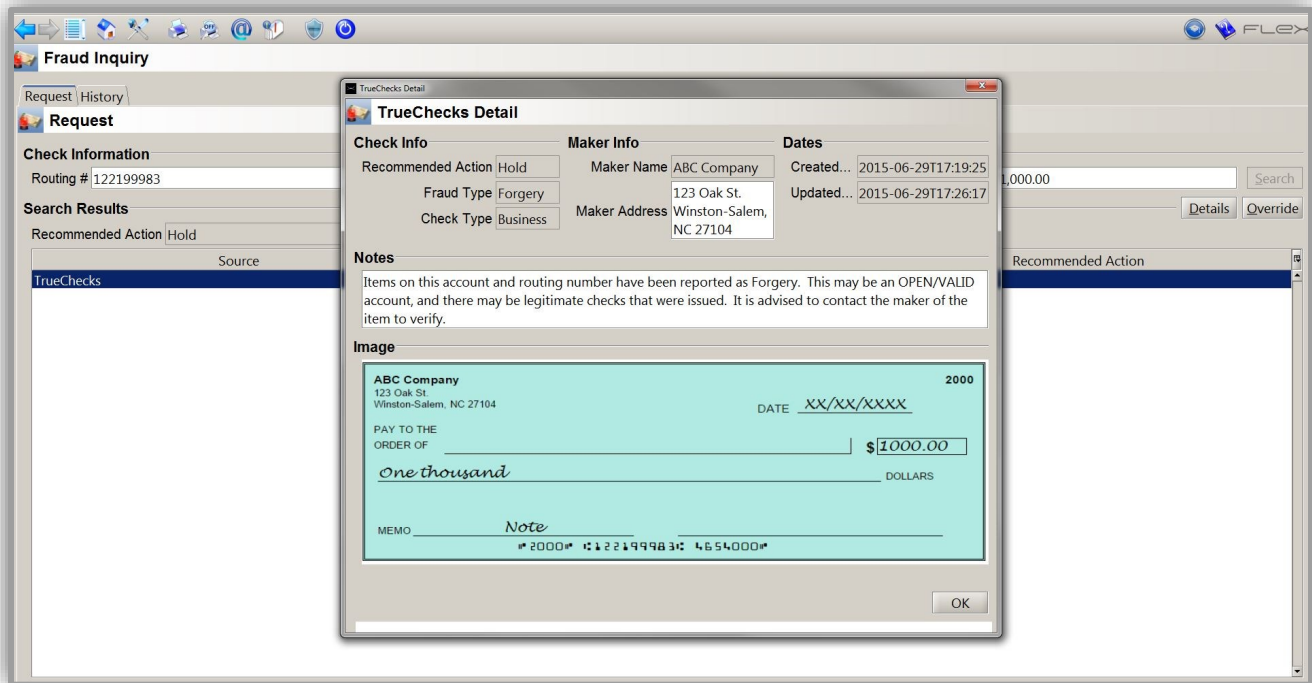 FLEX
Fraud Inquiry
Request History
Request
Check Information
Routing # 122199983
1,000.00 Search
Search Results
Details Override
Recommended Action Hold
Source
Recommended Action
TrueChecks
TrueChecks Detail
TrueChecks Detail
Check Info
Recommended Action Hold
Fraud Type Forgery
Check Type Business
Maker Info
Maker Name ABC Company
Maker Address
123 Oak St.
Winston-Salem,
NC 27104
Dates
Created... 2015-06-29T17:19:25
Updated... 2015-06-29T17:26:17
Notes
Items on this account and routing number have been reported as Forgery. This may be an OPEN/VALID
account, and there may be legitimate checks that were issued. It is advised to contact the maker of the
item to verify.
Image
ABC Company 2000
123 Oak St.
Winston-Salem, NC 27104
DATE XX/XX/XXXX
PAY TO THE
ORDER OF $ 1000.00
One thousand DOLLARS
MEMO Note
⑈2000⑈ ⑆122199983⑆ 4654000⑈
OK